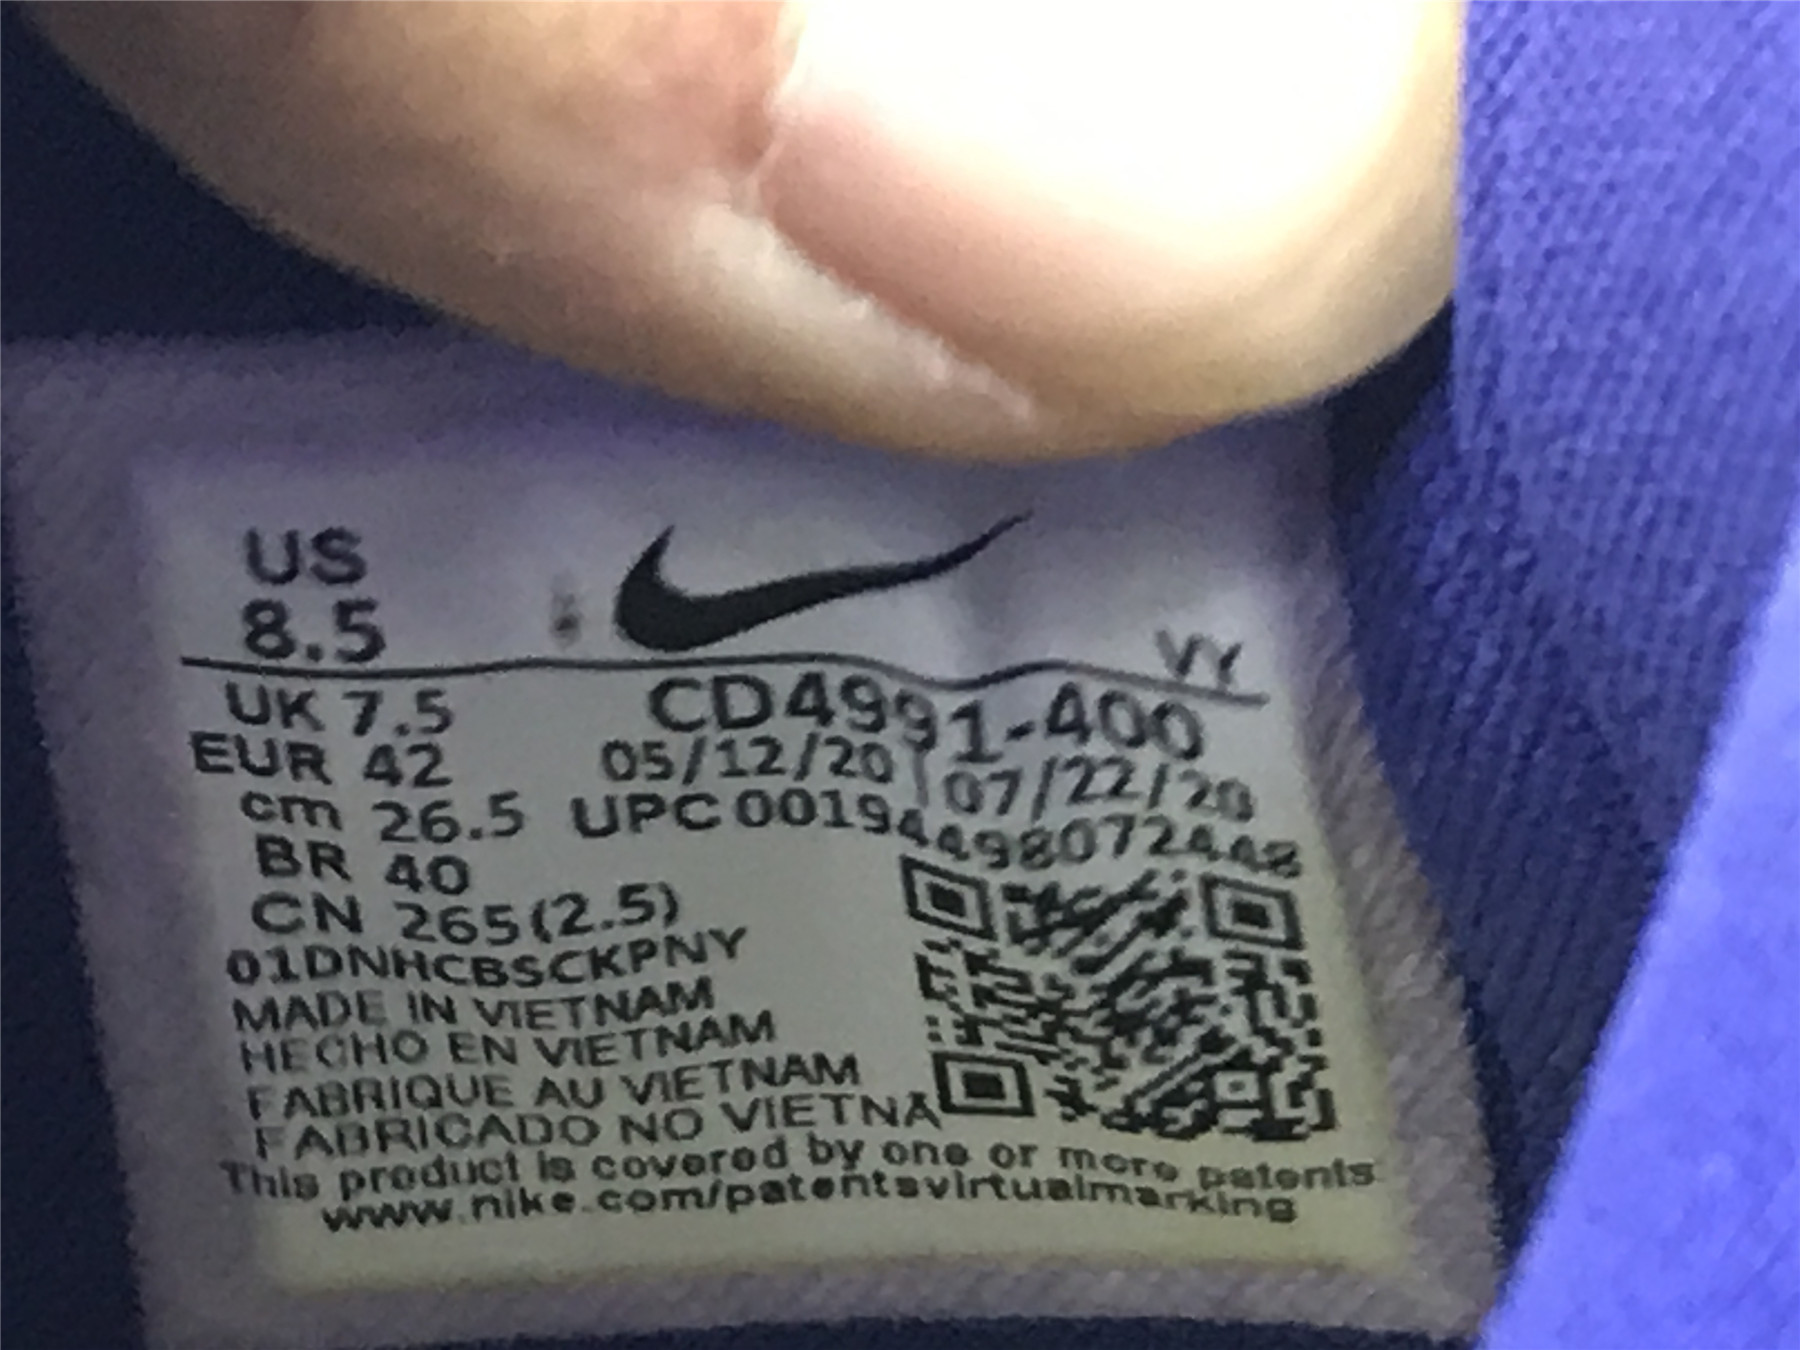 US
8.5
VY
UK 7.5 CD4991-400
EUR 42 05/12/20 07/22/20
cm 26.5 UPC 00194498072448
BR 40
CN 265(2.5)
01DNHCBSCKPNY
MADE IN VIETNAM
HECHO EN VIETNAM
FABRIQUE AU VIETNAM
FABRICADO NO VIETNA
This product is covered by one or more patents
www.nike.com/patentsvirtualmarking